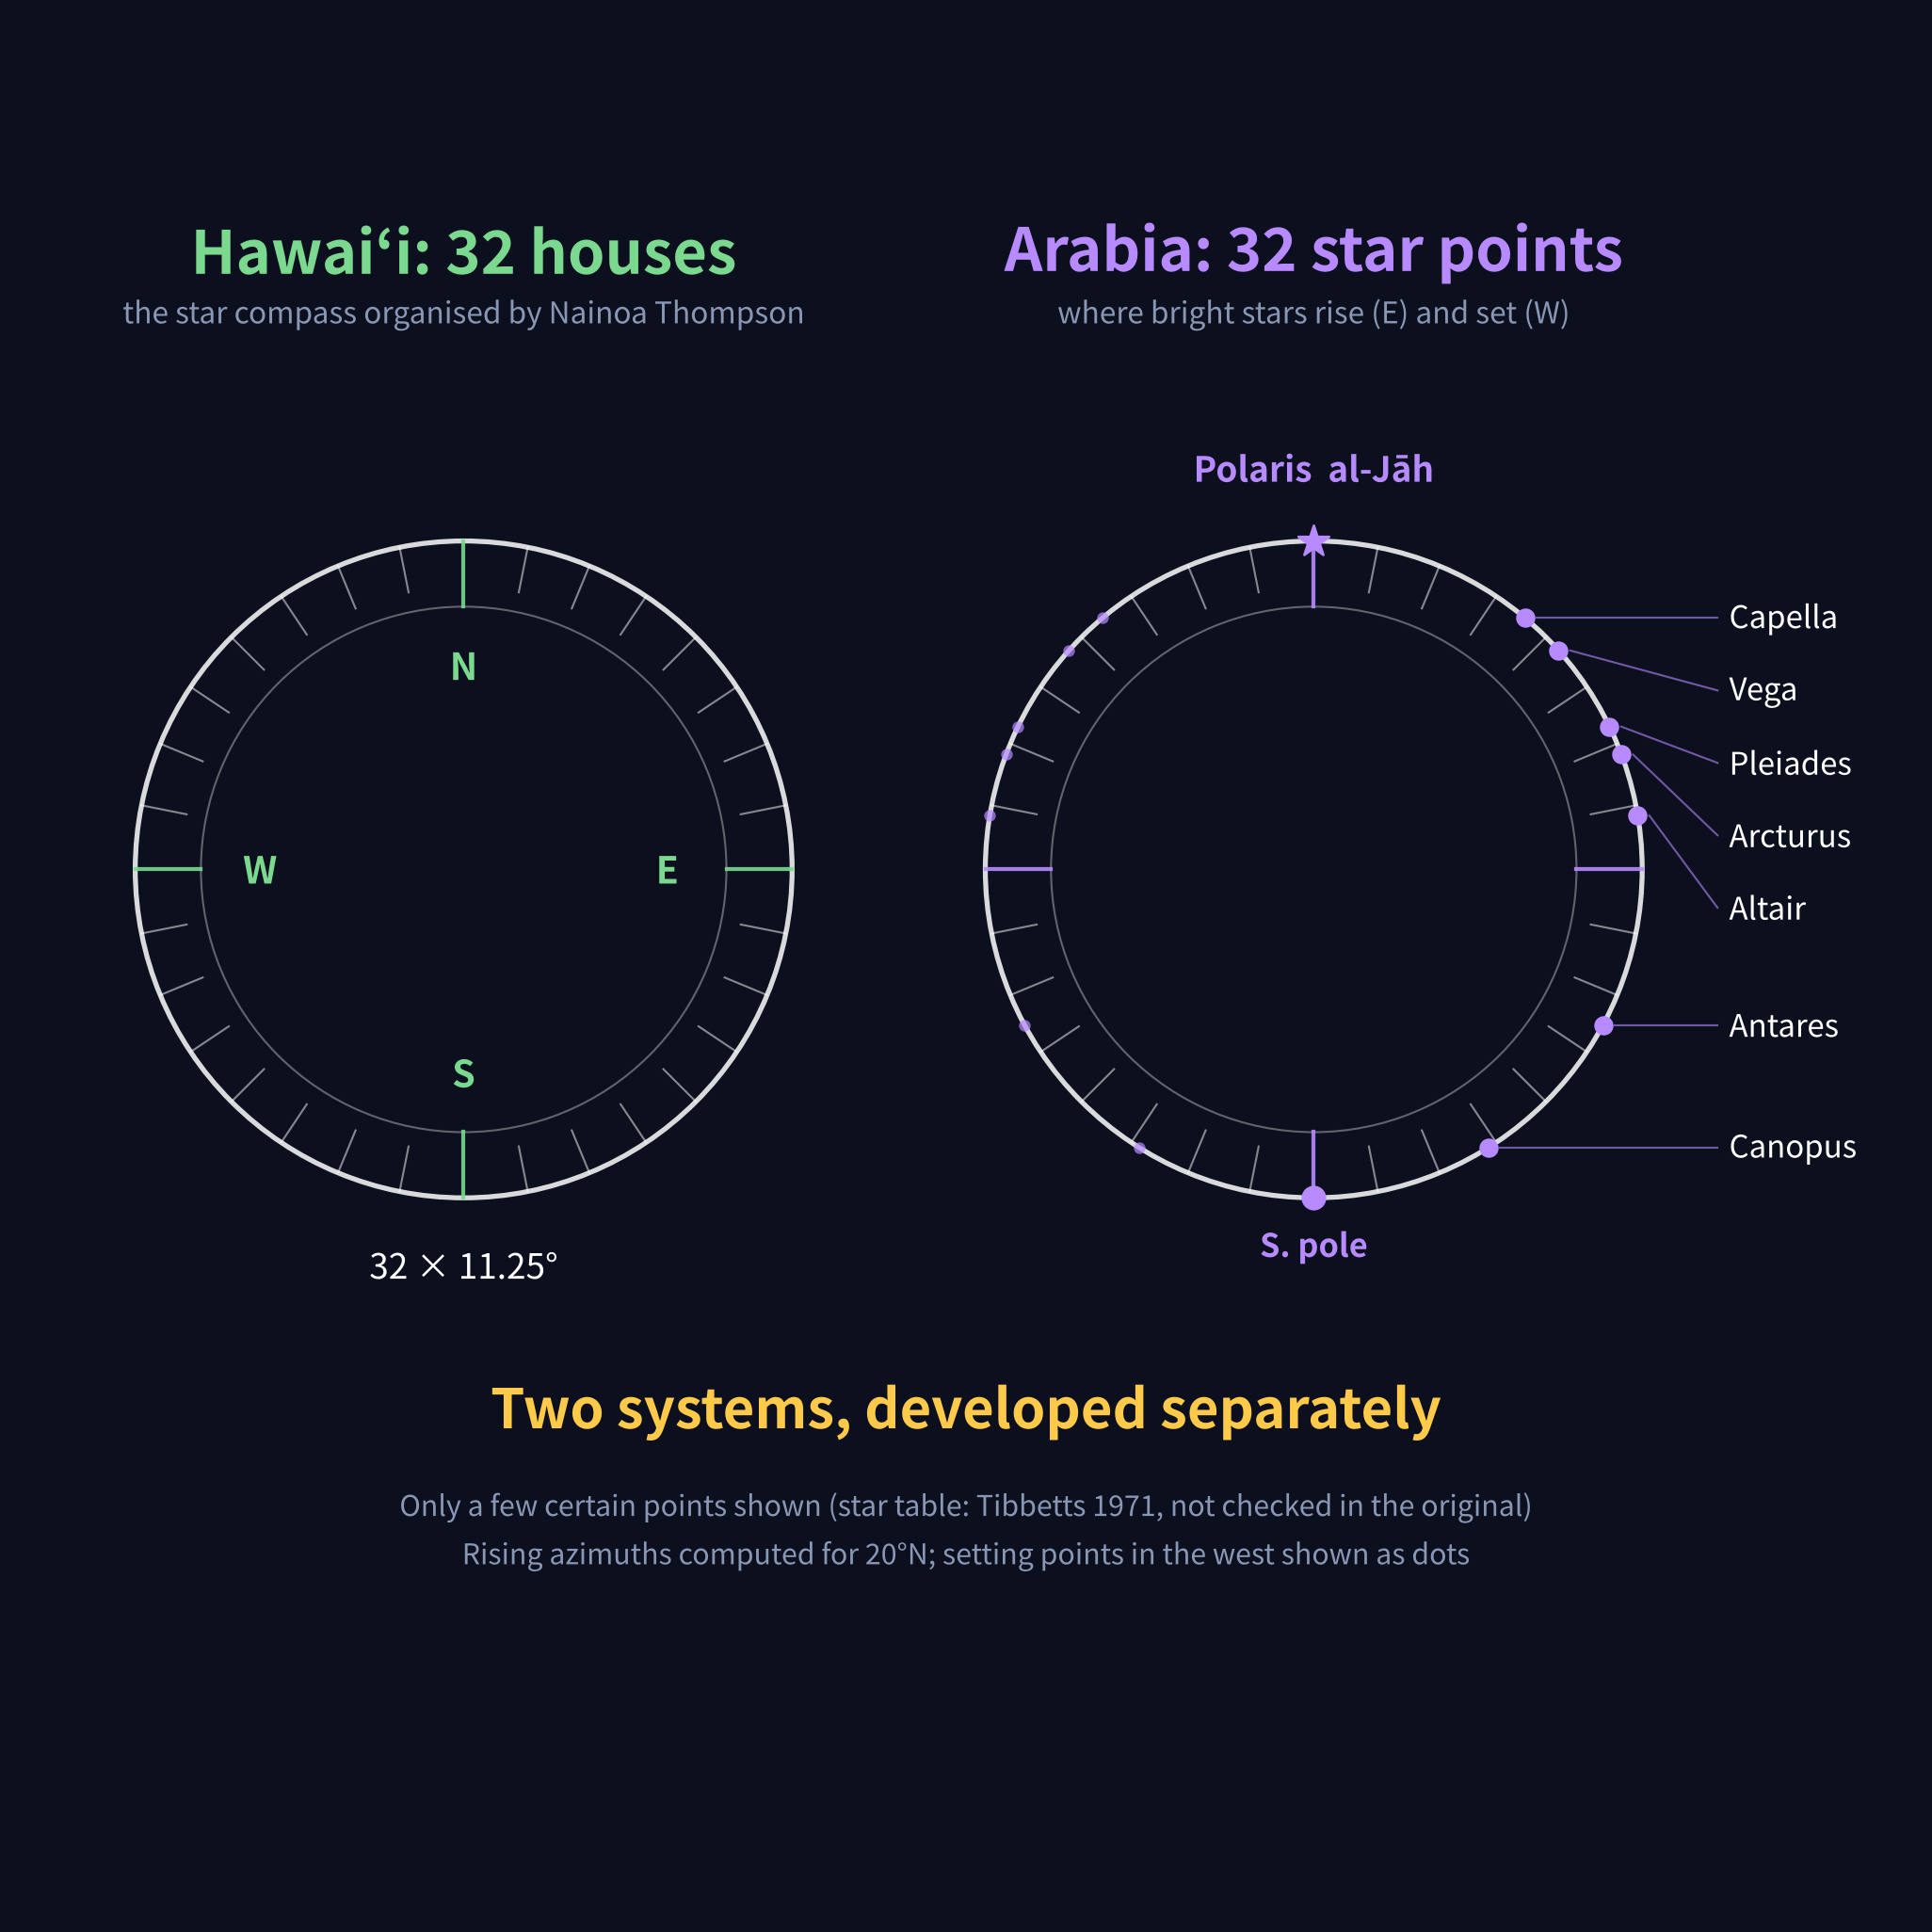 Hawaiʻi: 32 houses
the star compass organised by Nainoa Thompson
N
W
E
S
32 × 11.25°
Arabia: 32 star points
where bright stars rise (E) and set (W)
Polaris al-Jāh
Capella
Vega
Pleiades
Arcturus
Altair
Antares
Canopus
S. pole
Two systems, developed separately
Only a few certain points shown (star table: Tibbetts 1971, not checked in the original)
Rising azimuths computed for 20°N; setting points in the west shown as dots